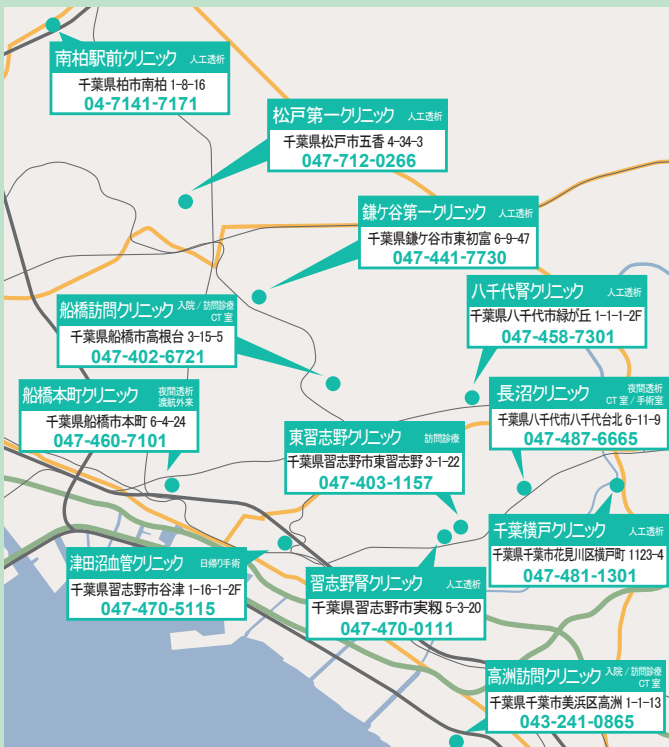 南柏駅前クリニック 人工透析
千葉県柏市南柏 1-8-16
04-7141-7171
松戸第一クリニック 人工透析
千葉県松戸市五香 4-34-3
047-712-0266
鎌ケ谷第一クリニック 人工透析
千葉県鎌ケ谷市東初富 6-9-47
047-441-7730
船橋訪問クリニック 入院 / 訪問診療
CT 室
千葉県船橋市高根台 3-15-5
047-402-6721
八千代腎クリニック 人工透析
千葉県八千代市緑が丘 1-1-1-2F
047-458-7301
船橋本町クリニック 夜間透析
渡航外来
千葉県船橋市本町 6-4-24
047-460-7101
長沼クリニック 夜間透析
CT 室 / 手術室
千葉県八千代市八千代台北 6-11-9
047-487-6665
東習志野クリニック 訪問診療
千葉県習志野市東習志野 3-1-22
047-403-1157
千葉横戸クリニック 人工透析
千葉県千葉市花見川区横戸町 1123-4
047-481-1301
津田沼血管クリニック 日帰り手術
千葉県習志野市谷津 1-16-1-2F
047-470-5115
習志野腎クリニック 人工透析
千葉県習志野市実籾 5-3-20
047-470-0111
高洲訪問クリニック 入院 / 訪問診療
CT 室
千葉県千葉市美浜区高洲 1-1-13
043-241-0865